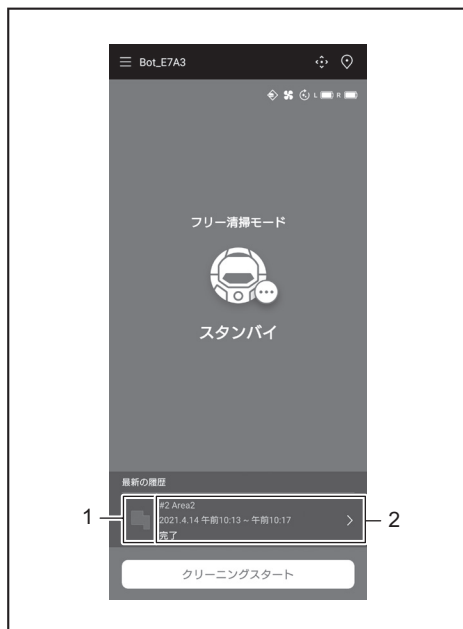 Bot_E7A3
L R
フリー清掃モード
スタンバイ
最新の履歴
#2 Area2
2021.4.14 午前10:13 ~ 午前10:17
完了
1
2
クリーニングスタート